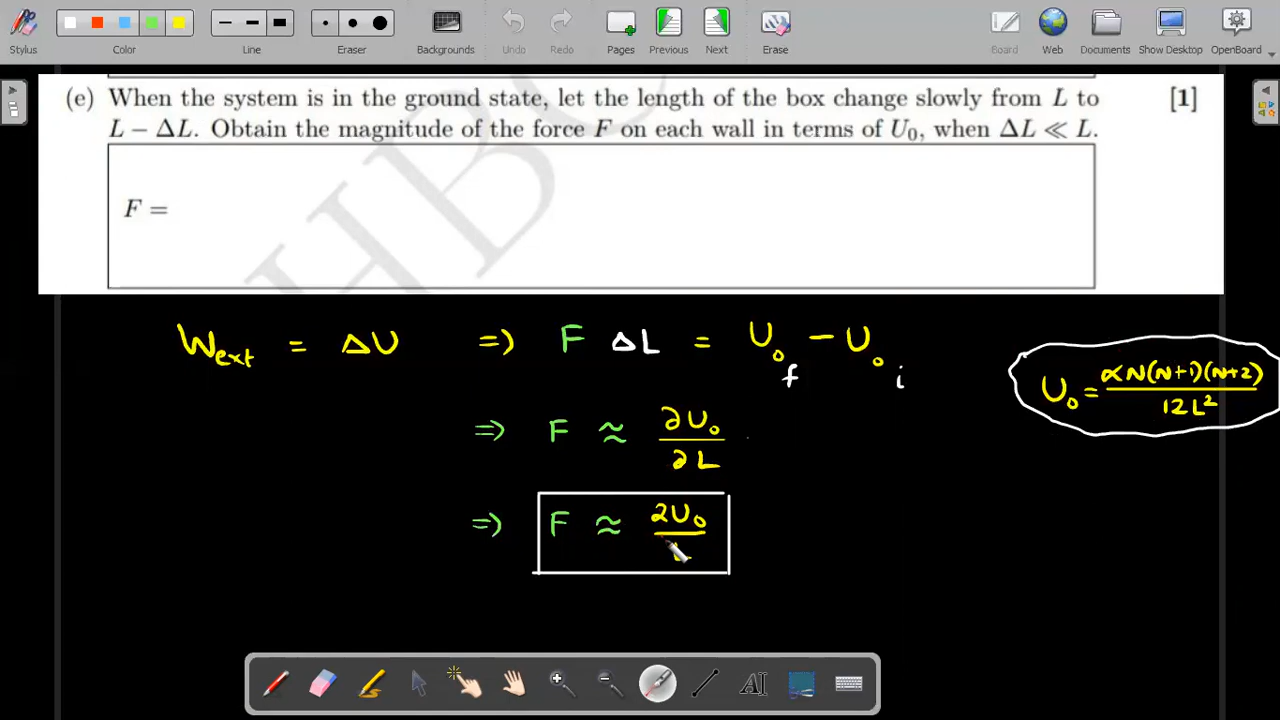 Stylus Color Line Eraser Backgrounds Undo Redo Pages Previous Next Erase Board Web Documents Show Desktop OpenBoard
(e) When the system is in the ground state, let the length of the box change slowly from L to [1]
L − ΔL. Obtain the magnitude of the force F on each wall in terms of U₀, when ΔL ≪ L.
F =
HBC
W_ext = ΔU ⇒ F ΔL = U₀f − U₀i
U₀ = αN(N+1)(N+2) / 12L²
⇒ F ≈ ∂U₀ / ∂L
⇒ F ≈ 2U₀ / L